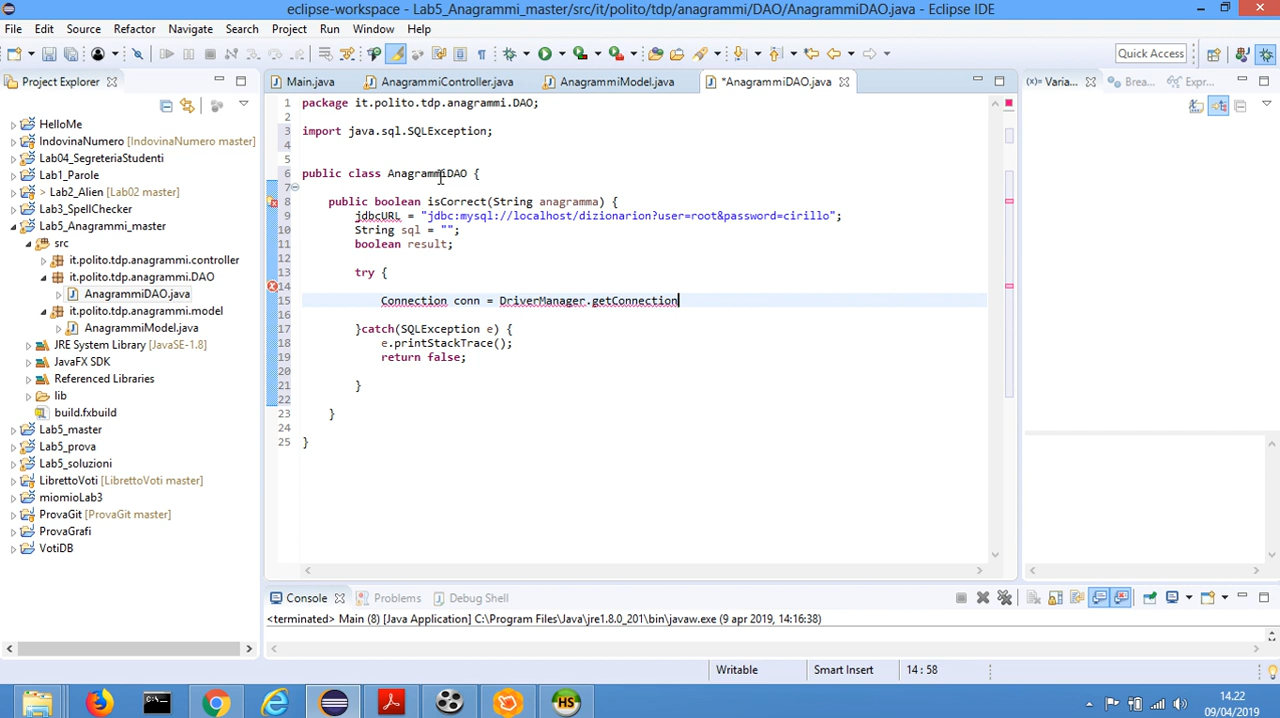 eclipse-workspace - Lab5_Anagrammi_master/src/it/polito/tdp/anagrammi/DAO/AnagrammiDAO.java - Eclipse IDE
File Edit Source Refactor Navigate Search Project Run Window Help
Quick Access
Project Explorer
Main.java AnagrammiController.java AnagrammiModel.java *AnagrammiDAO.java
(x)= Varia... Brea... Expr...
HelloMe
IndovinaNumero [IndovinaNumero master]
Lab04_SegreteriaStudenti
Lab1_Parole
> Lab2_Alien [Lab02 master]
Lab3_SpellChecker
Lab5_Anagrammi_master
src
it.polito.tdp.anagrammi.controller
it.polito.tdp.anagrammi.DAO
AnagrammiDAO.java
it.polito.tdp.anagrammi.model
AnagrammiModel.java
JRE System Library [JavaSE-1.8]
JavaFX SDK
Referenced Libraries
lib
build.fxbuild
Lab5_master
Lab5_prova
Lab5_soluzioni
LibrettoVoti [LibrettoVoti master]
miomioLab3
ProvaGit [ProvaGit master]
ProvaGrafi
VotiDB
1 package it.polito.tdp.anagrammi.DAO;
2
3 import java.sql.SQLException;
4
5
6 public class AnagrammiDAO {
7
8 public boolean isCorrect(String anagramma) {
9 jdbcURL = "jdbc:mysql://localhost/dizionarion?user=root&password=cirillo";
10 String sql = "";
11 boolean result;
12
13 try {
14
15 Connection conn = DriverManager.getConnection
16
17 }catch(SQLException e) {
18 e.printStackTrace();
19 return false;
20
21 }
22
23 }
24
25 }
Console Problems Debug Shell
<terminated> Main (8) [Java Application] C:\Program Files\Java\jre1.8.0_201\bin\javaw.exe (9 apr 2019, 14:16:38)
Writable Smart Insert 14 : 58
HS
14.22
09/04/2019